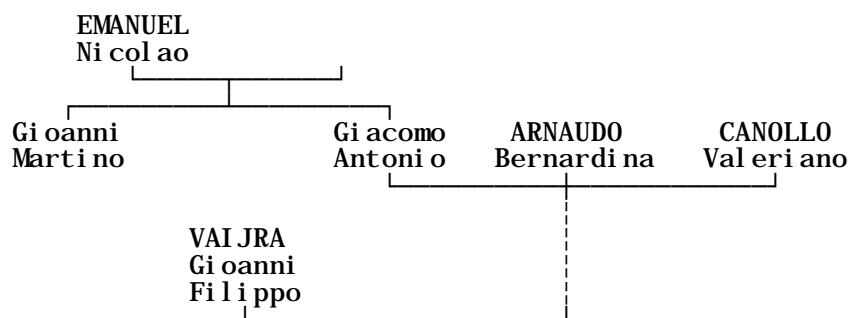 EMANUEL
Nicolao
Gioanni Giacomo ARNAUDO CANOLLO
Martino Antonio Bernardina Valeriano
VAIJRA
Gioanni
Filippo